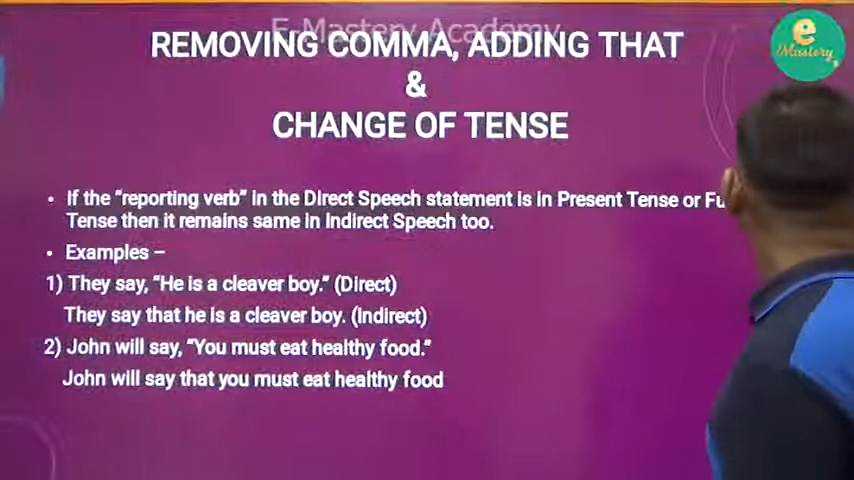 E-Mastery Academy
REMOVING COMMA, ADDING THAT
&
CHANGE OF TENSE
e
Mastery
• If the “reporting verb” in the Direct Speech statement is in Present Tense or
Tense then it remains same in Indirect Speech too.
• Examples –
1) They say, “He is a cleaver boy.” (Direct)
They say that he is a cleaver boy. (Indirect)
2) John will say, “You must eat healthy food.”
John will say that you must eat healthy food